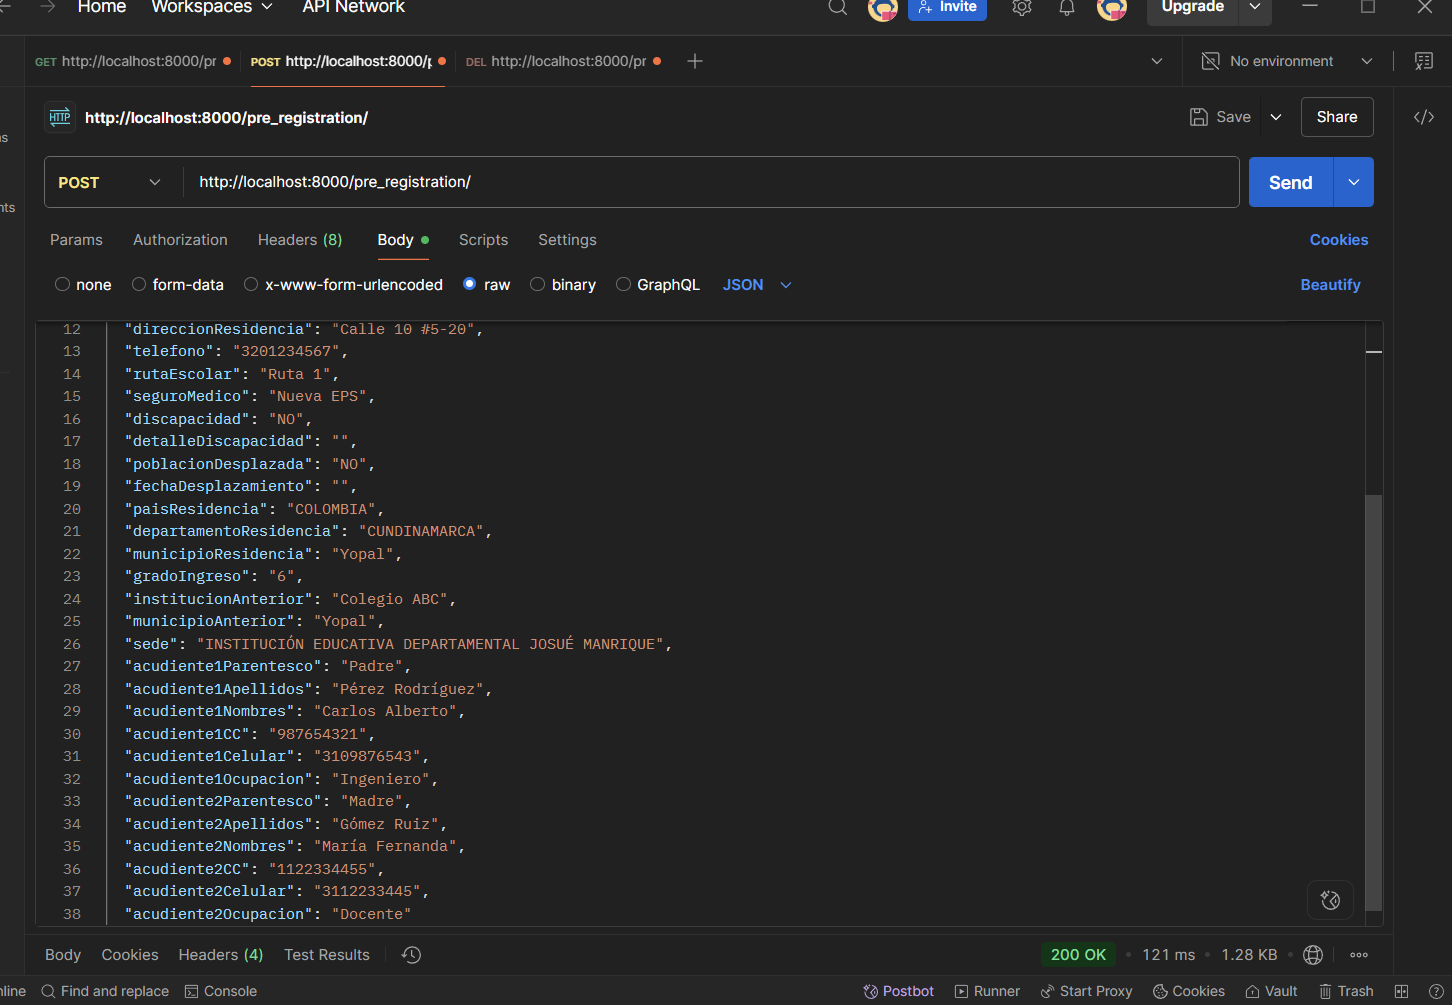 Home Workspaces API Network Invite Upgrade
GET http://localhost:8000/pr POST http://localhost:8000/p DEL http://localhost:8000/pr No environment
HTTP http://localhost:8000/pre_registration/ Save Share
POST http://localhost:8000/pre_registration/ Send
nts
Params Authorization Headers (8) Body Scripts Settings Cookies
none form-data x-www-form-urlencoded raw binary GraphQL JSON Beautify
12 "direccionResidencia": "Calle 10 #5-20",
13 "telefono": "3201234567",
14 "rutaEscolar": "Ruta 1",
15 "seguroMedico": "Nueva EPS",
16 "discapacidad": "NO",
17 "detalleDiscapacidad": "",
18 "poblacionDesplazada": "NO",
19 "fechaDesplazamiento": "",
20 "paisResidencia": "COLOMBIA",
21 "departamentoResidencia": "CUNDINAMARCA",
22 "municipioResidencia": "Yopal",
23 "gradoIngreso": "6",
24 "institucionAnterior": "Colegio ABC",
25 "municipioAnterior": "Yopal",
26 "sede": "INSTITUCIÓN EDUCATIVA DEPARTAMENTAL JOSUÉ MANRIQUE",
27 "acudiente1Parentesco": "Padre",
28 "acudiente1Apellidos": "Pérez Rodríguez",
29 "acudiente1Nombres": "Carlos Alberto",
30 "acudiente1CC": "987654321",
31 "acudiente1Celular": "3109876543",
32 "acudiente1Ocupacion": "Ingeniero",
33 "acudiente2Parentesco": "Madre",
34 "acudiente2Apellidos": "Gómez Ruiz",
35 "acudiente2Nombres": "María Fernanda",
36 "acudiente2CC": "1122334455",
37 "acudiente2Celular": "3112233445",
38 "acudiente2Ocupacion": "Docente"
Body Cookies Headers (4) Test Results 200 OK 121 ms 1.28 KB
nline Find and replace Console Postbot Runner Start Proxy Cookies Vault Trash